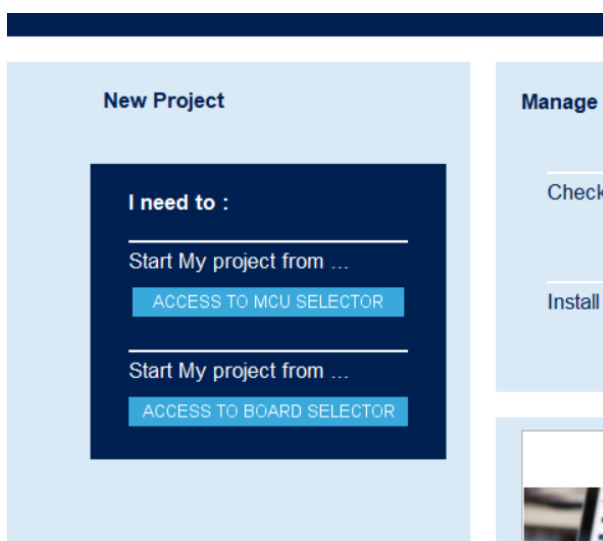 New Project
I need to :
Start My project from ...
ACCESS TO MCU SELECTOR
Start My project from ...
ACCESS TO BOARD SELECTOR
Manage
Check
Install